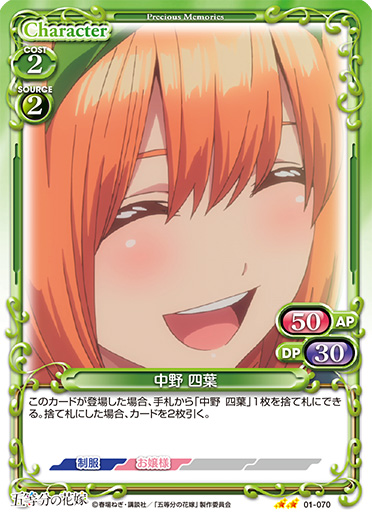 Precious Memories
Character
COST
2
SOURCE
2
50 AP
DP 30
中野 四葉
このカードが登場した場合、手札から「中野 四葉」1枚を捨て札にでき
る。捨て札にした場合、カードを2枚引く。
制服 お嬢様
五等分の花嫁 ©春場ねぎ・講談社／「五等分の花嫁」製作委員会 01-070